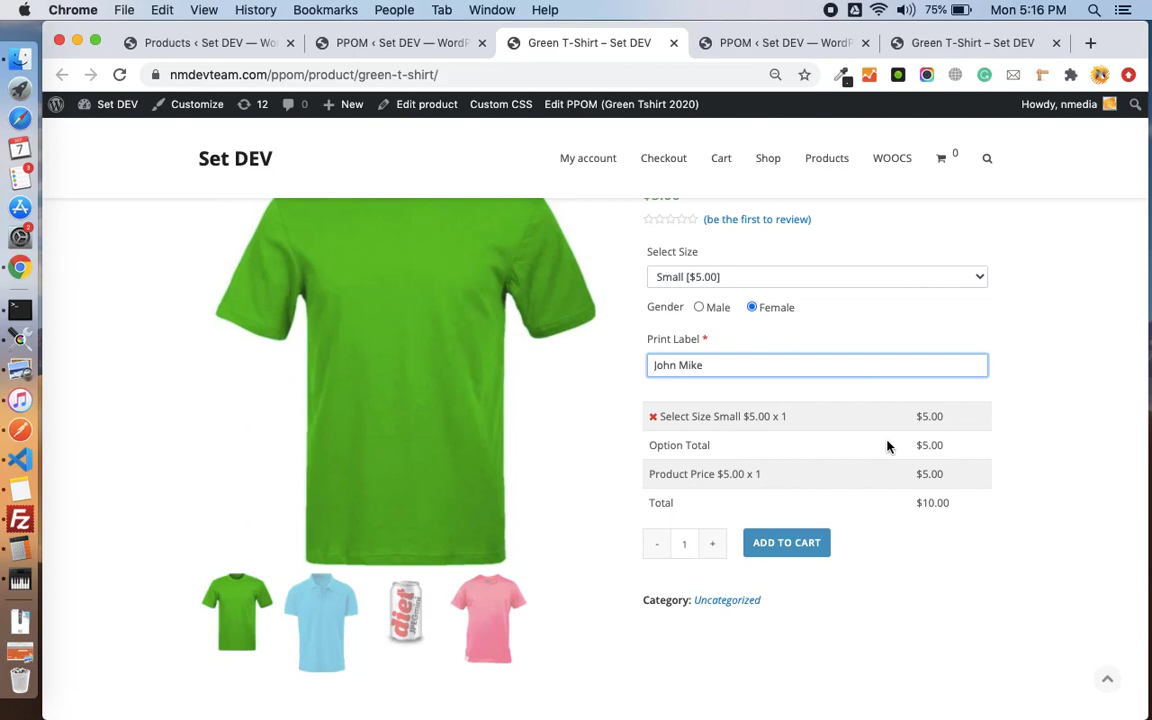 Chrome File Edit View History Bookmarks People Tab Window Help 75% Mon 5:16 PM
Products ‹ Set DEV — Wo PPOM ‹ Set DEV — WordP Green T-Shirt – Set DEV PPOM ‹ Set DEV — WordP Green T-Shirt – Set DEV
nmdevteam.com/ppom/product/green-t-shirt/
Set DEV Customize 12 0 New Edit product Custom CSS Edit PPOM (Green Tshirt 2020) Howdy, nmedia
Set DEV
My account Checkout Cart Shop Products WOOCS 0
(be the first to review)
Select Size
Small [$5.00]
Gender Male Female
Print Label *
John Mike
Select Size Small $5.00 x 1 $5.00
Option Total $5.00
Product Price $5.00 x 1 $5.00
Total $10.00
- 1 + ADD TO CART
Category: Uncategorized
diet